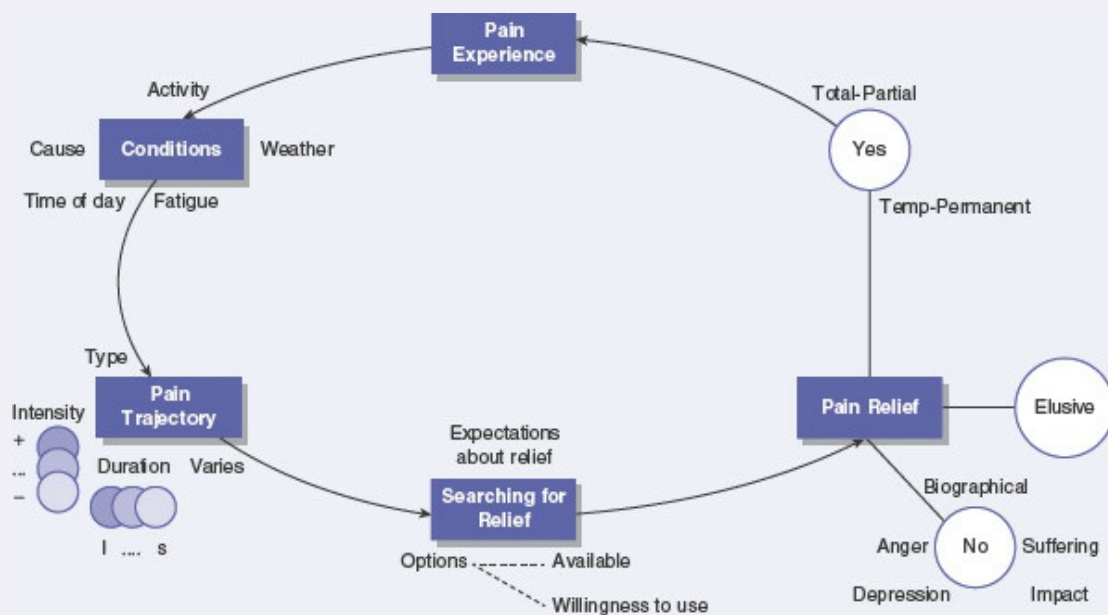 Pain
Experience
Activity
Total-Partial
Cause
Conditions
Weather
Yes
Time of day
Fatigue
Temp-Permanent
Type
Pain
Trajectory
Intensity
+
...
–
Duration
Varies
l .... s
Expectations
about relief
Searching for
Relief
Options
Available
Willingness to use
Pain Relief
Elusive
Biographical
Anger
No
Suffering
Depression
Impact